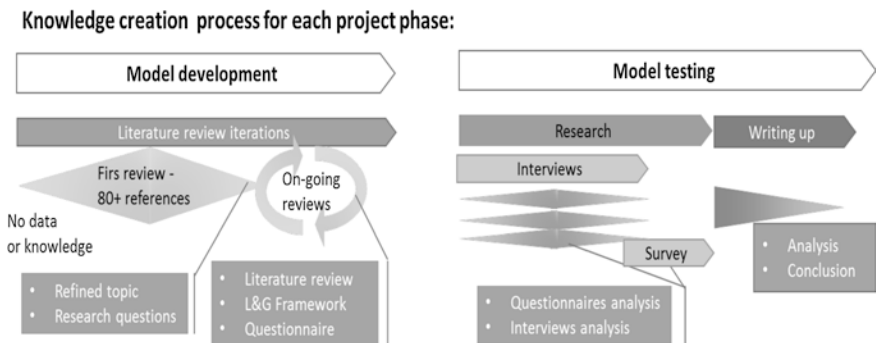 Knowledge creation process for each project phase:
Model development
Literature review iterations
Firs review -
80+ references
On-going
reviews
No data
or knowledge
• Refined topic
• Research questions
• Literature review
• L&G Framework
• Questionnaire
Model testing
Research
Writing up
Interviews
Survey
• Analysis
• Conclusion
• Questionnaires analysis
• Interviews analysis